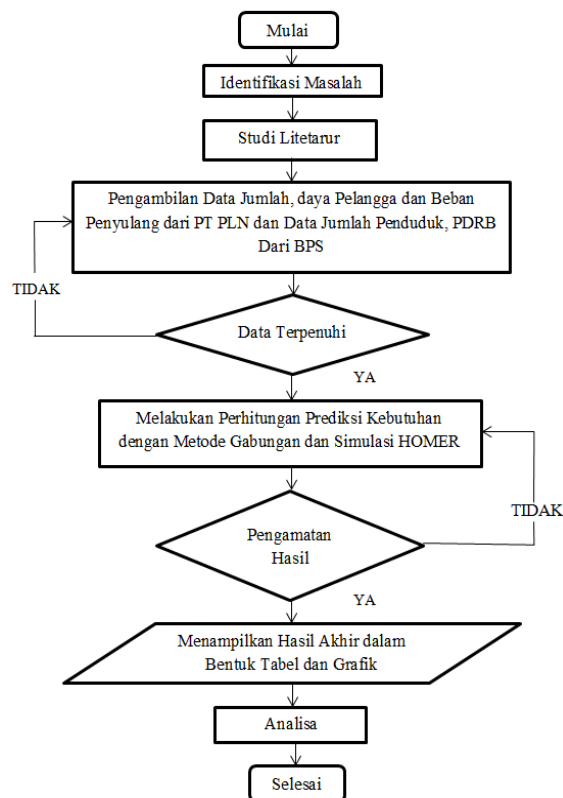 Mulai
Identifikasi Masalah
Studi Litetarur
Pengambilan Data Jumlah, daya Pelangga dan Beban
Penyulang dari PT PLN dan Data Jumlah Penduduk, PDRB
Dari BPS
TIDAK
Data Terpenuhi
YA
Melakukan Perhitungan Prediksi Kebutuhan
dengan Metode Gabungan dan Simulasi HOMER
TIDAK
Pengamatan
Hasil
YA
Menampilkan Hasil Akhir dalam
Bentuk Tabel dan Grafik
Analisa
Selesai